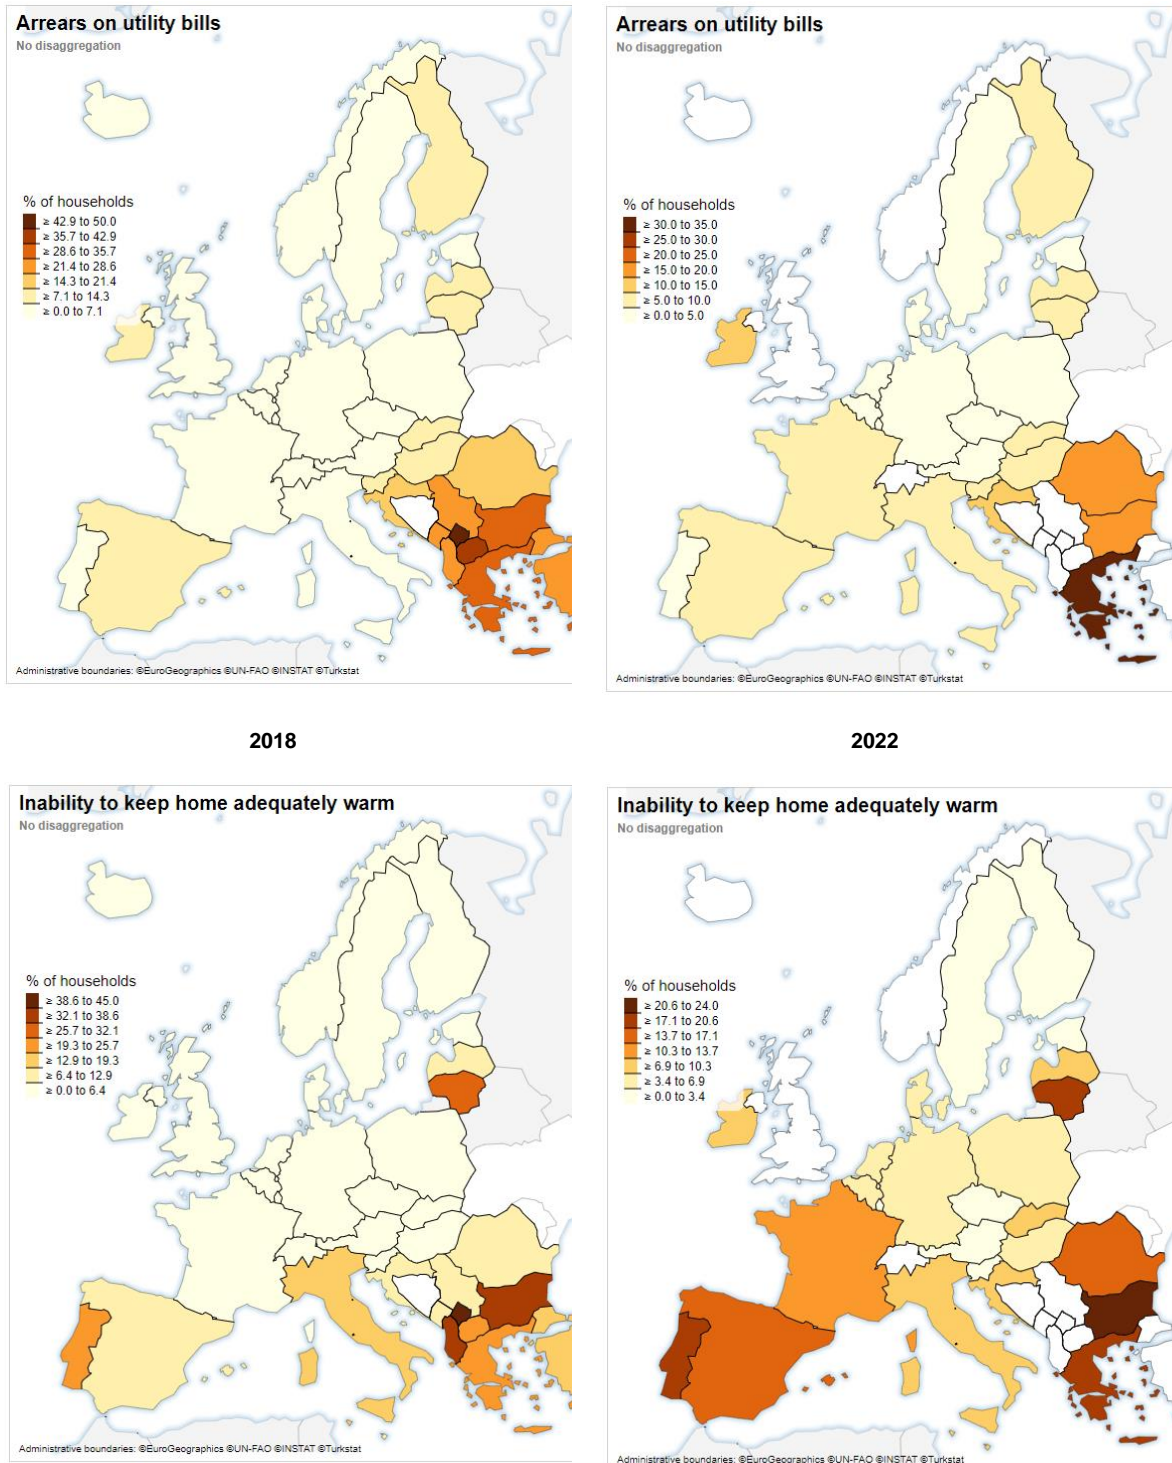 Arrears on utility bills
No disaggregation
% of households
≥ 42.9 to 50.0
≥ 35.7 to 42.9
≥ 28.6 to 35.7
≥ 21.4 to 28.6
≥ 14.3 to 21.4
≥ 7.1 to 14.3
≥ 0.0 to 7.1
Administrative boundaries: ©EuroGeographics ©UN-FAO ©INSTAT ©Turkstat
Arrears on utility bills
No disaggregation
% of households
≥ 30.0 to 35.0
≥ 25.0 to 30.0
≥ 20.0 to 25.0
≥ 15.0 to 20.0
≥ 10.0 to 15.0
≥ 5.0 to 10.0
≥ 0.0 to 5.0
Administrative boundaries: ©EuroGeographics ©UN-FAO ©INSTAT ©Turkstat
2018
2022
Inability to keep home adequately warm
No disaggregation
% of households
≥ 38.6 to 45.0
≥ 32.1 to 38.6
≥ 25.7 to 32.1
≥ 19.3 to 25.7
≥ 12.9 to 19.3
≥ 6.4 to 12.9
≥ 0.0 to 6.4
Administrative boundaries: ©EuroGeographics ©UN-FAO ©INSTAT ©Turkstat
Inability to keep home adequately warm
No disaggregation
% of households
≥ 20.6 to 24.0
≥ 17.1 to 20.6
≥ 13.7 to 17.1
≥ 10.3 to 13.7
≥ 6.9 to 10.3
≥ 3.4 to 6.9
≥ 0.0 to 3.4
Administrative boundaries: ©EuroGeographics ©UN-FAO ©INSTAT ©Turkstat